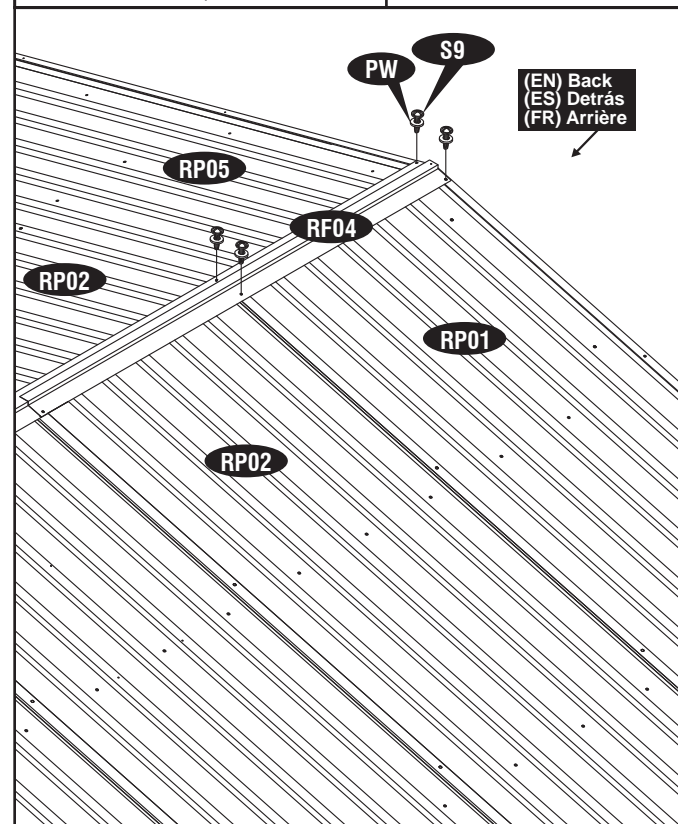 S9
PW
(EN) Back
(ES) Detrás
(FR) Arrière
RP05
RF04
RP02
RP01
RP02